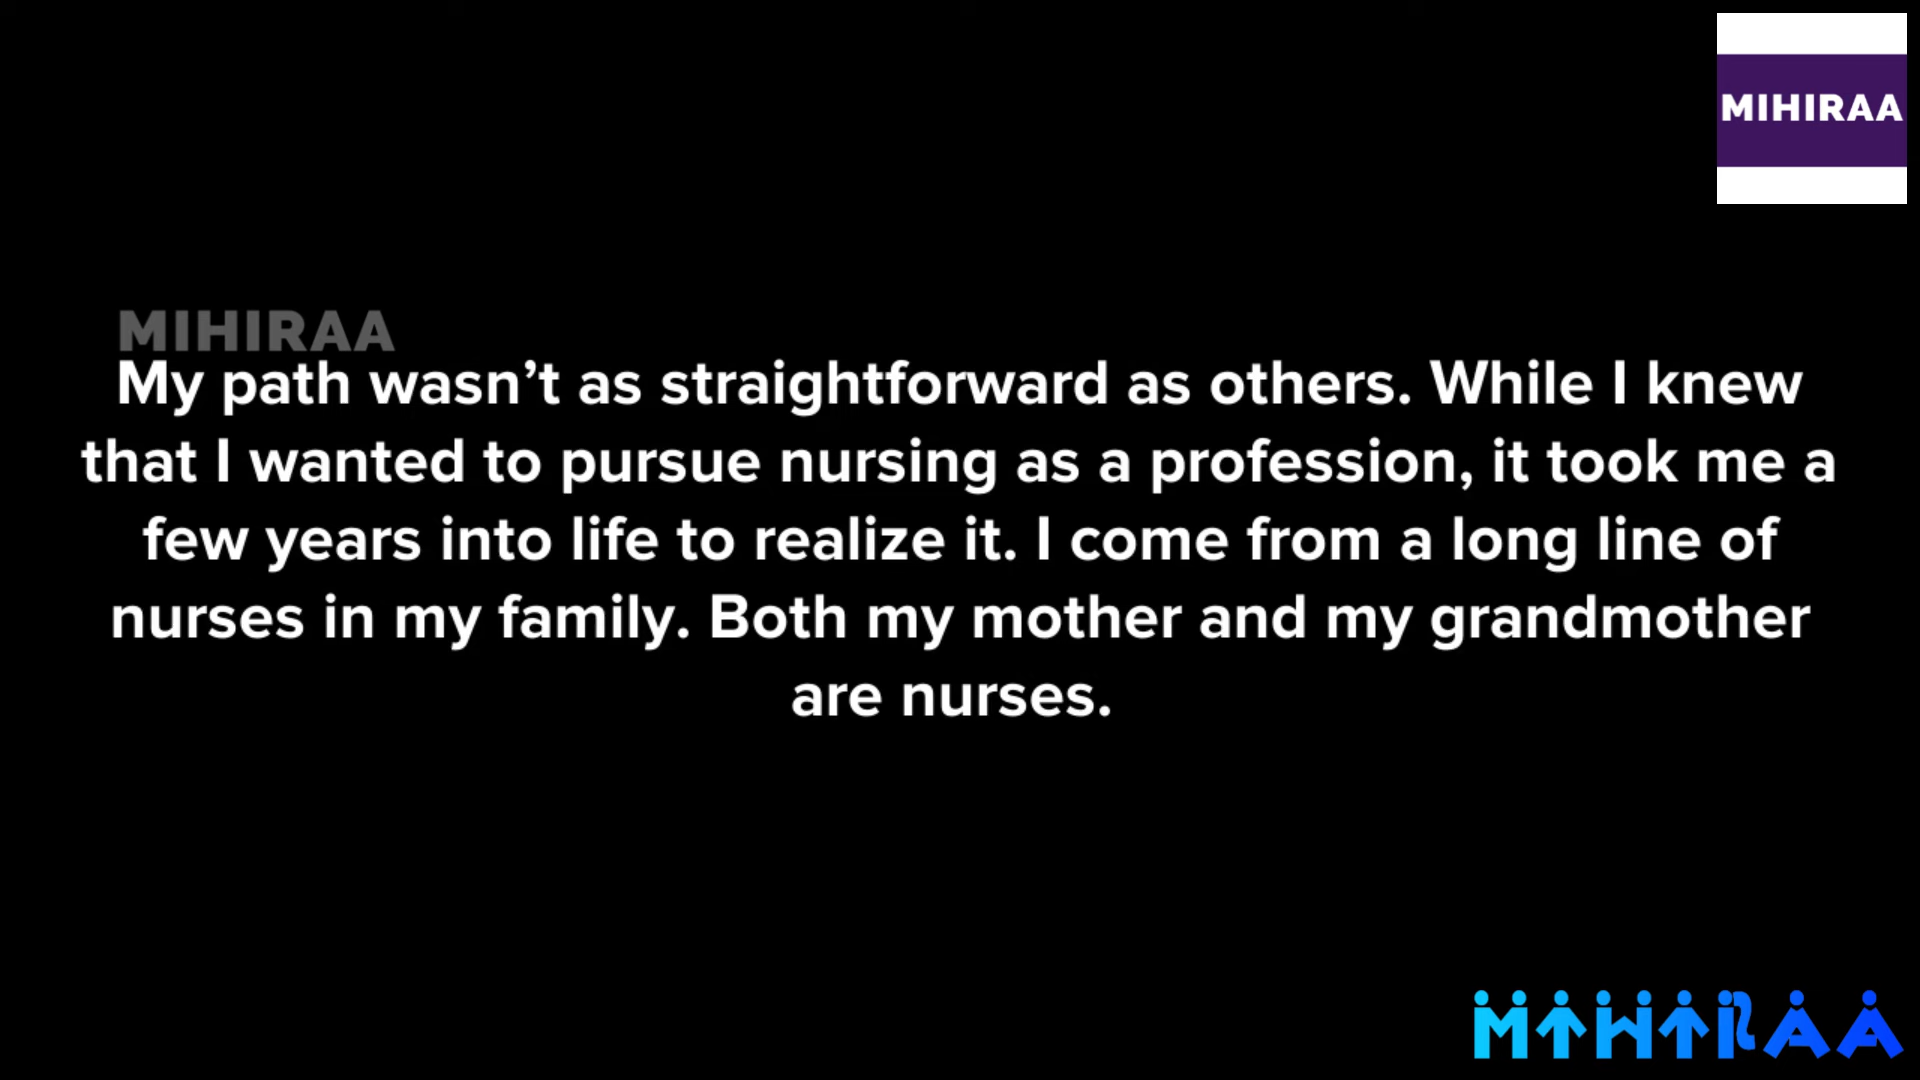 MIHIRAA
MIHIRAA
My path wasn’t as straightforward as others. While I knew
that I wanted to pursue nursing as a profession, it took me a
few years into life to realize it. I come from a long line of
nurses in my family. Both my mother and my grandmother
are nurses.
MIHIRAA